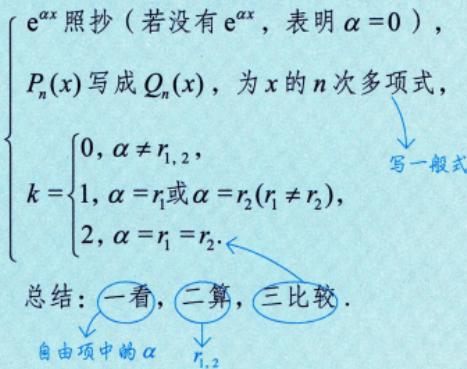 e^{αx} 照抄（若没有 e^{αx}，表明 α=0），
P_n(x) 写成 Q_n(x)，为 x 的 n 次多项式，
写一般式
k = { 0, α ≠ r_{1,2},
1, α = r_1 或 α = r_2 (r_1 ≠ r_2),
2, α = r_1 = r_2.
总结：一看，二算，三比较．
自由项中的 α
r_{1,2}